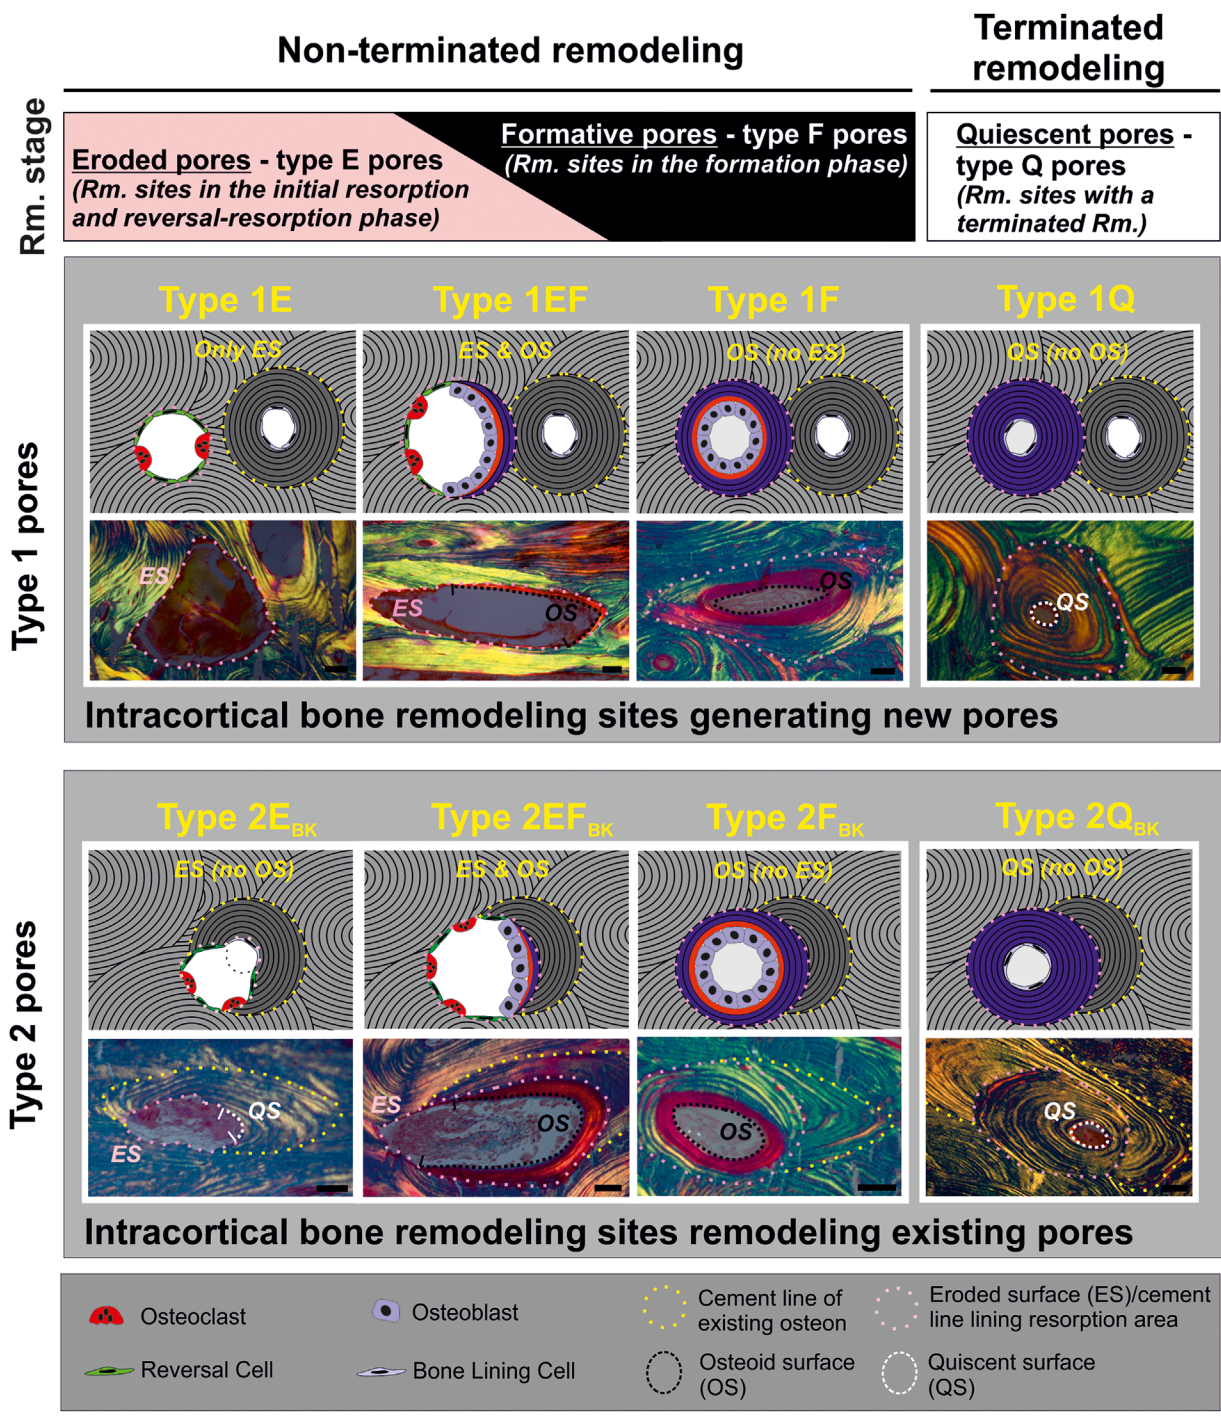 Non-terminated remodeling
Terminated
remodeling
Rm. stage
Eroded pores - type E pores
(Rm. sites in the initial resorption
and reversal-resorption phase)
Formative pores - type F pores
(Rm. sites in the formation phase)
Quiescent pores -
type Q pores
(Rm. sites with a
terminated Rm.)
Type 1 pores
Type 1E
Type 1EF
Type 1F
Type 1Q
Only ES
ES & OS
OS (no ES)
QS (no OS)
ES
ES
OS
OS
QS
Intracortical bone remodeling sites generating new pores
Type 2 pores
Type 2EBK
Type 2EFBK
Type 2FBK
Type 2QBK
ES (no OS)
ES & OS
OS (no ES)
QS (no OS)
QS
ES
ES
OS
OS
QS
Intracortical bone remodeling sites remodeling existing pores
Osteoclast
Osteoblast
Cement line of
existing osteon
Eroded surface (ES)/cement
line lining resorption area
Reversal Cell
Bone Lining Cell
Osteoid surface
(OS)
Quiscent surface
(QS)